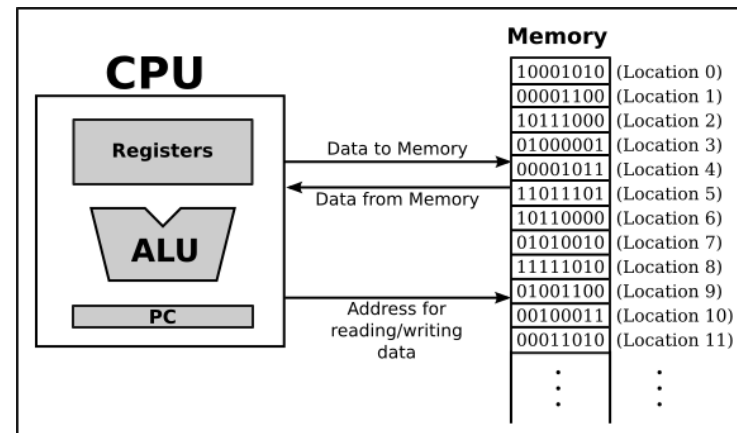 Memory
CPU
10001010 (Location 0)
00001100 (Location 1)
10111000 (Location 2)
01000001 (Location 3)
00001011 (Location 4)
11011101 (Location 5)
10110000 (Location 6)
01010010 (Location 7)
11111010 (Location 8)
01001100 (Location 9)
00100011 (Location 10)
00011010 (Location 11)
Registers
ALU
PC
Data to Memory
Data from Memory
Address for
reading/writing
data